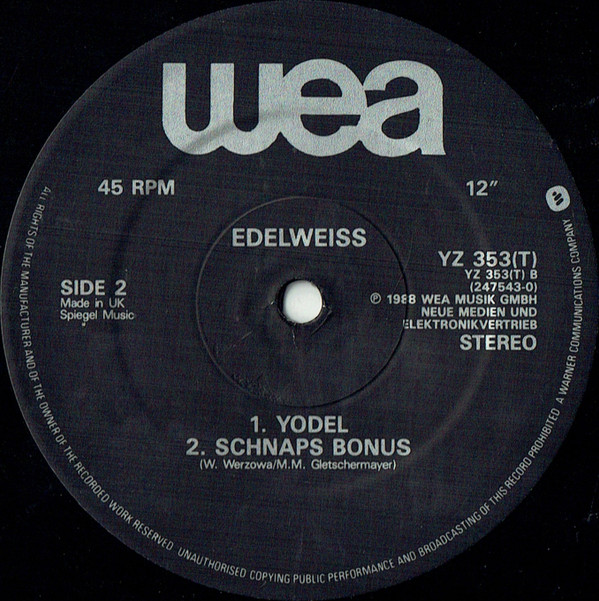 wea
45 RPM
12"
EDELWEISS
SIDE 2
Made in UK
Spiegel Music
YZ 353(T)
YZ 353(T) B
(247543-0)
℗ 1988 WEA MUSIK GMBH
NEUE MEDIEN UND
ELEKTRONIKVERTRIEB
STEREO
1. YODEL
2. SCHNAPS BONUS
(W. Werzowa/M.M. Gletschermayer)
ALL RIGHTS OF THE MANUFACTURER AND OF THE OWNER OF THE RECORDED WORK RESERVED UNAUTHORISED COPYING PUBLIC PERFORMANCE AND BROADCASTING OF THIS RECORD PROHIBITED A WARNER COMMUNICATIONS COMPANY